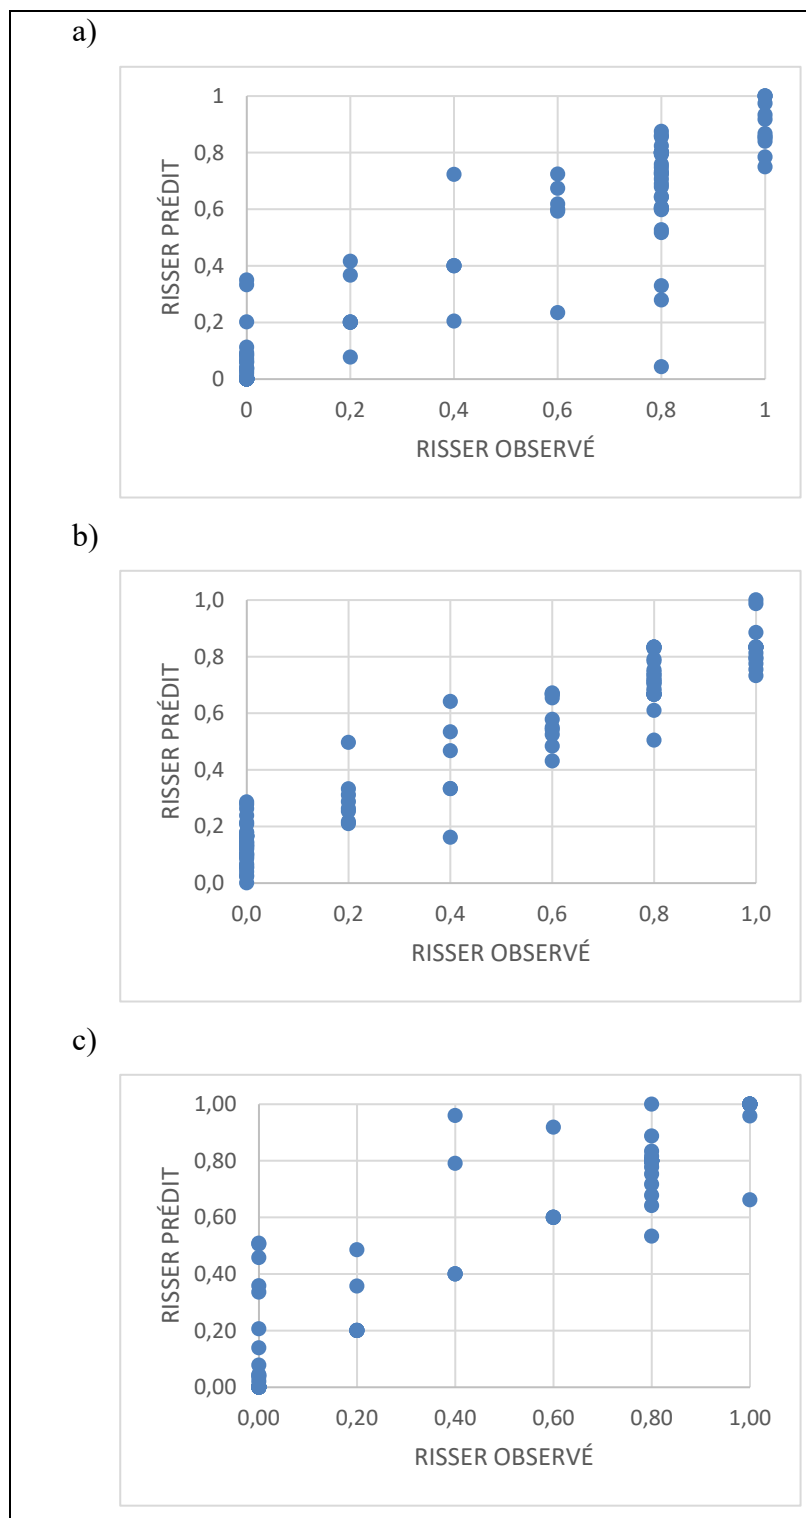 a)
1
0,8
0,6
0,4
0,2
0
RISSER PRÉDIT
0 0,2 0,4 0,6 0,8 1
RISSER OBSERVÉ
b)
1,0
0,8
0,6
0,4
0,2
0,0
RISSER PRÉDIT
0,0 0,2 0,4 0,6 0,8 1,0
RISSER OBSERVÉ
c)
1,00
0,80
0,60
0,40
0,20
0,00
RISSER PRÉDIT
0,00 0,20 0,40 0,60 0,80 1,00
RISSER OBSERVÉ